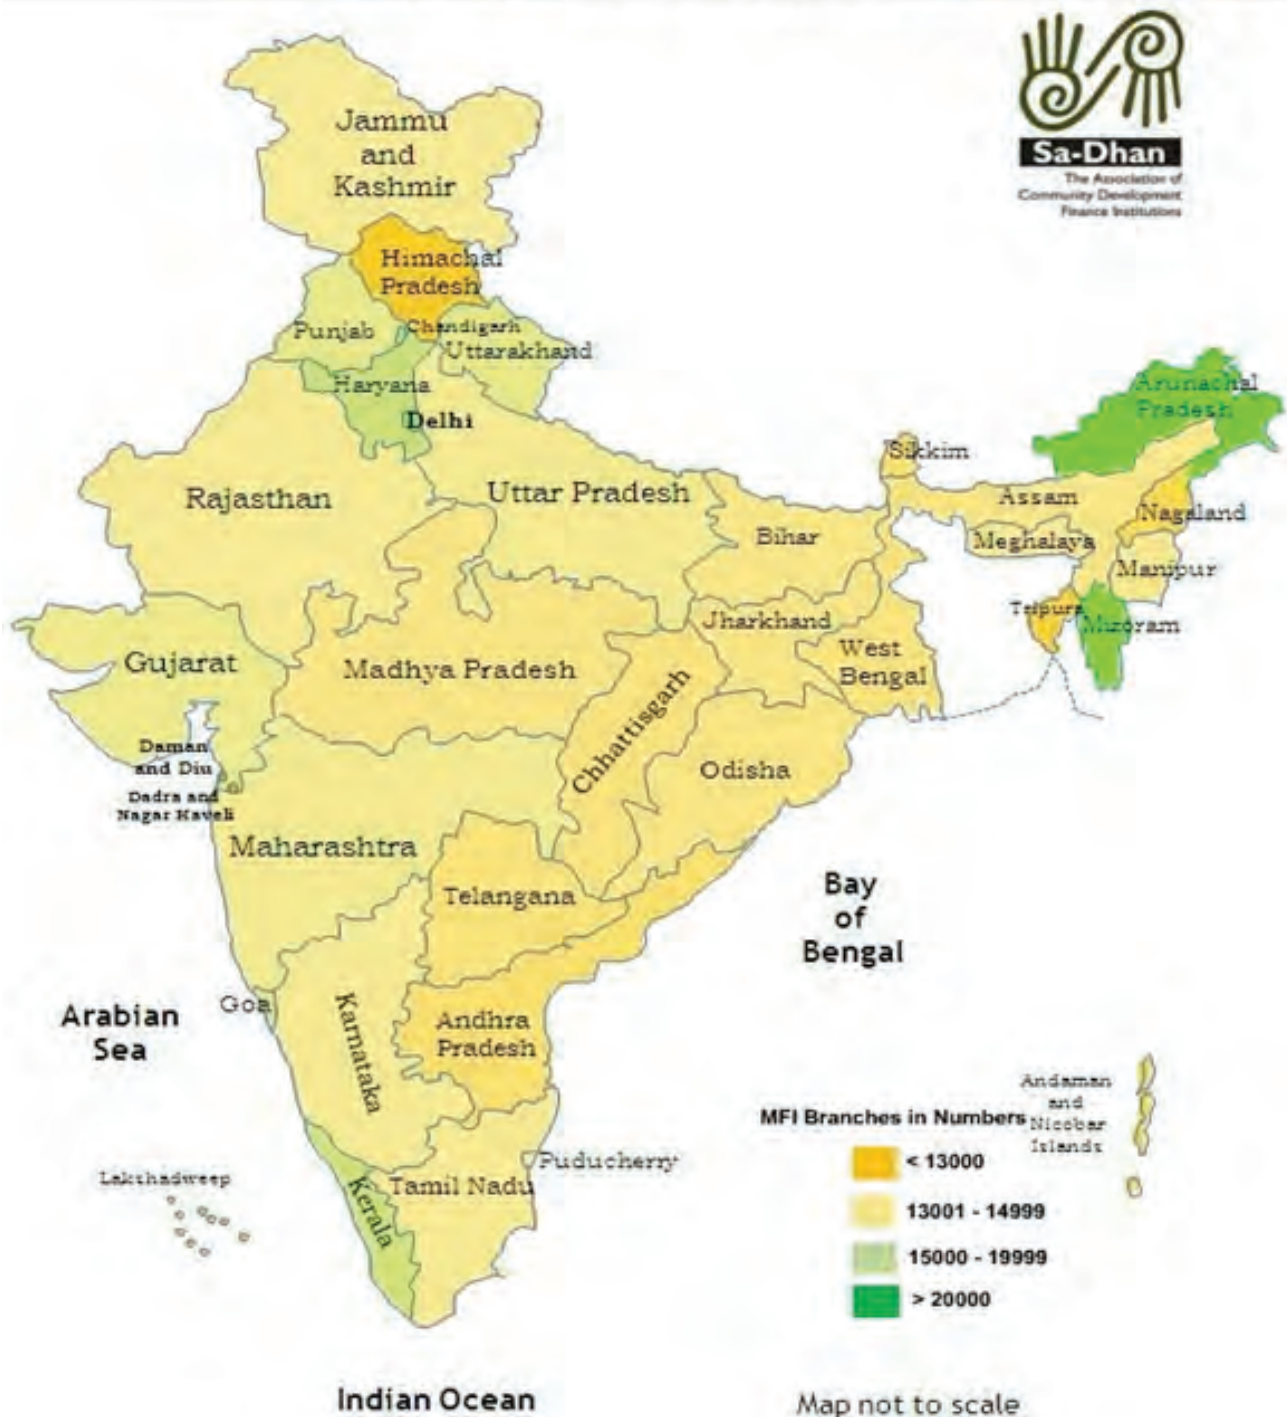 Sa-Dhan
The Association of
Community Development
Finance Institutions
Jammu
and
Kashmir
Himachal
Pradesh
Punjab
Chandigarh
Uttarakhand
Haryana
Delhi
Arunachal
Pradesh
Sikkim
Rajasthan
Uttar Pradesh
Assam
Nagaland
Bihar
Meghalaya
Manipur
Tripura
Jharkhand
Mizoram
Gujarat
Madhya Pradesh
West
Bengal
Chhattisgarh
Daman
and Diu
Odisha
Dadra and
Nagar Haveli
Maharashtra
Telangana
Bay
of
Bengal
Goa
Arabian
Sea
Karnataka
Andhra
Pradesh
Andaman
and
Nicobar
Islands
MFI Branches in Numbers
< 13000
13001 - 14999
15000 - 19999
> 20000
Puducherry
Lakthadweep
Kerala
Tamil Nadu
Indian Ocean
Map not to scale